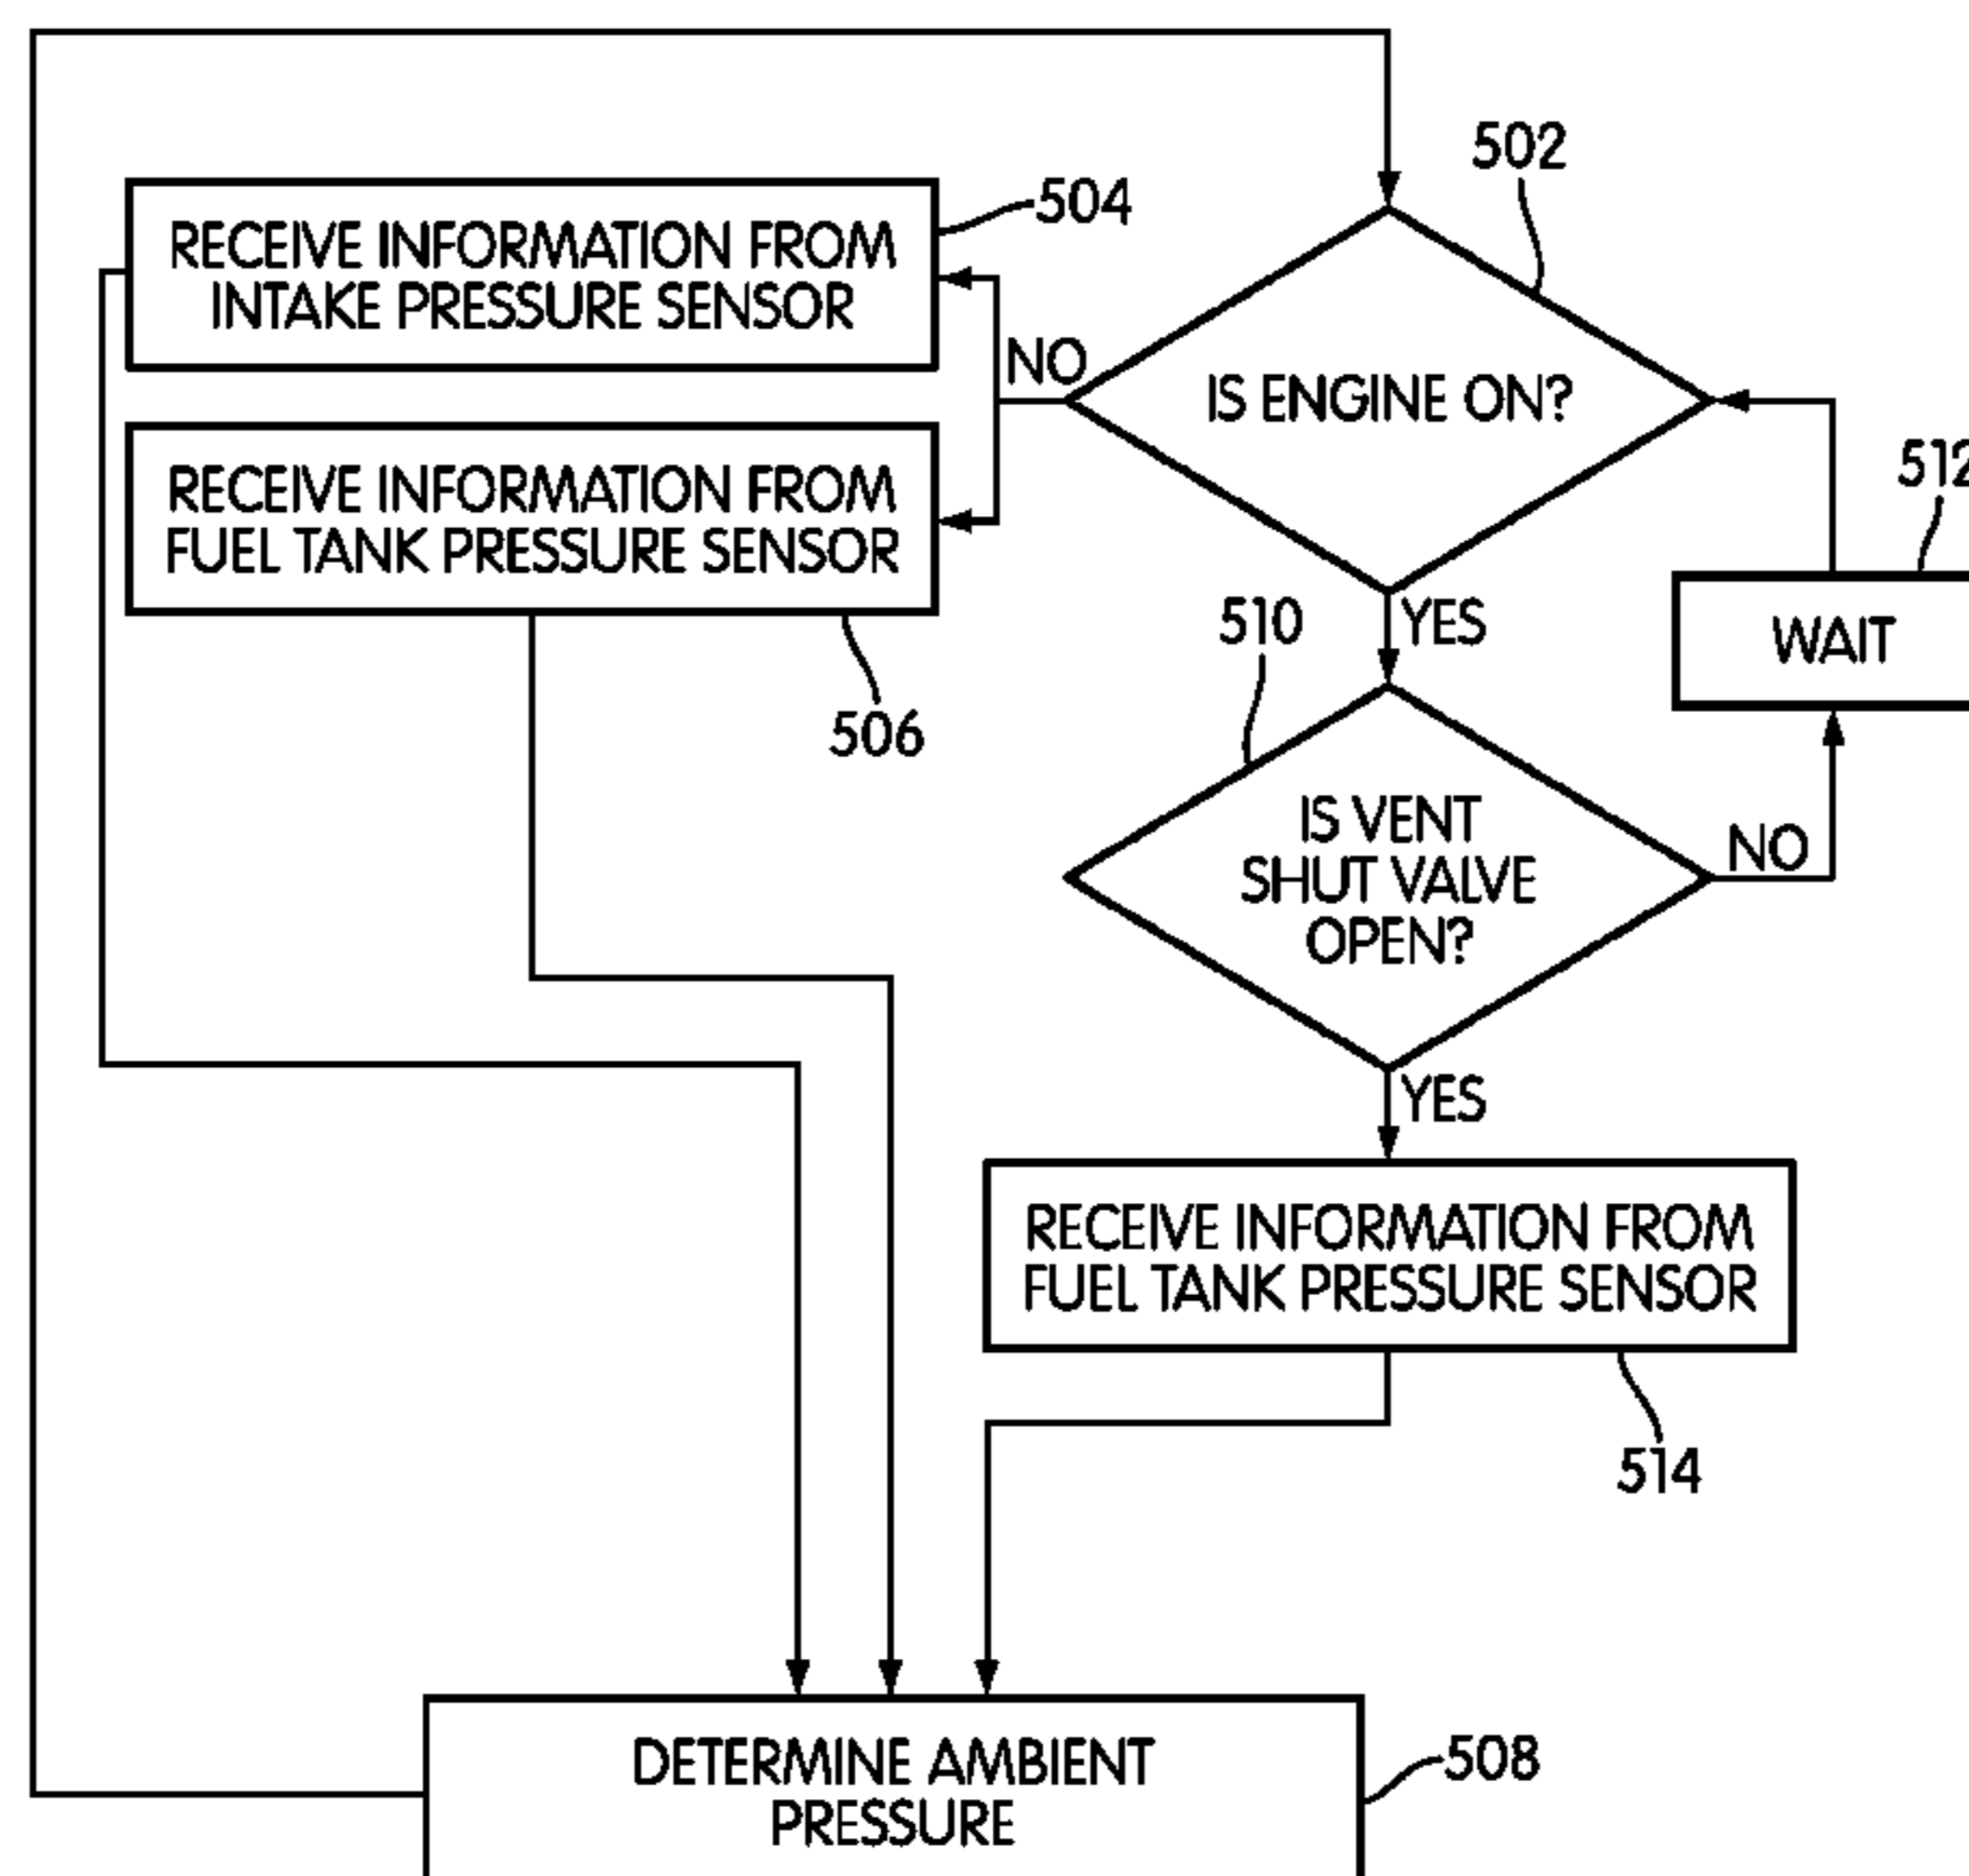 502
504
RECEIVE INFORMATION FROM
INTAKE PRESSURE SENSOR
NO
IS ENGINE ON?
512
RECEIVE INFORMATION FROM
FUEL TANK PRESSURE SENSOR
510
YES
WAIT
506
IS VENT
SHUT VALVE
OPEN?
NO
YES
RECEIVE INFORMATION FROM
FUEL TANK PRESSURE SENSOR
514
DETERMINE AMBIENT
PRESSURE
508